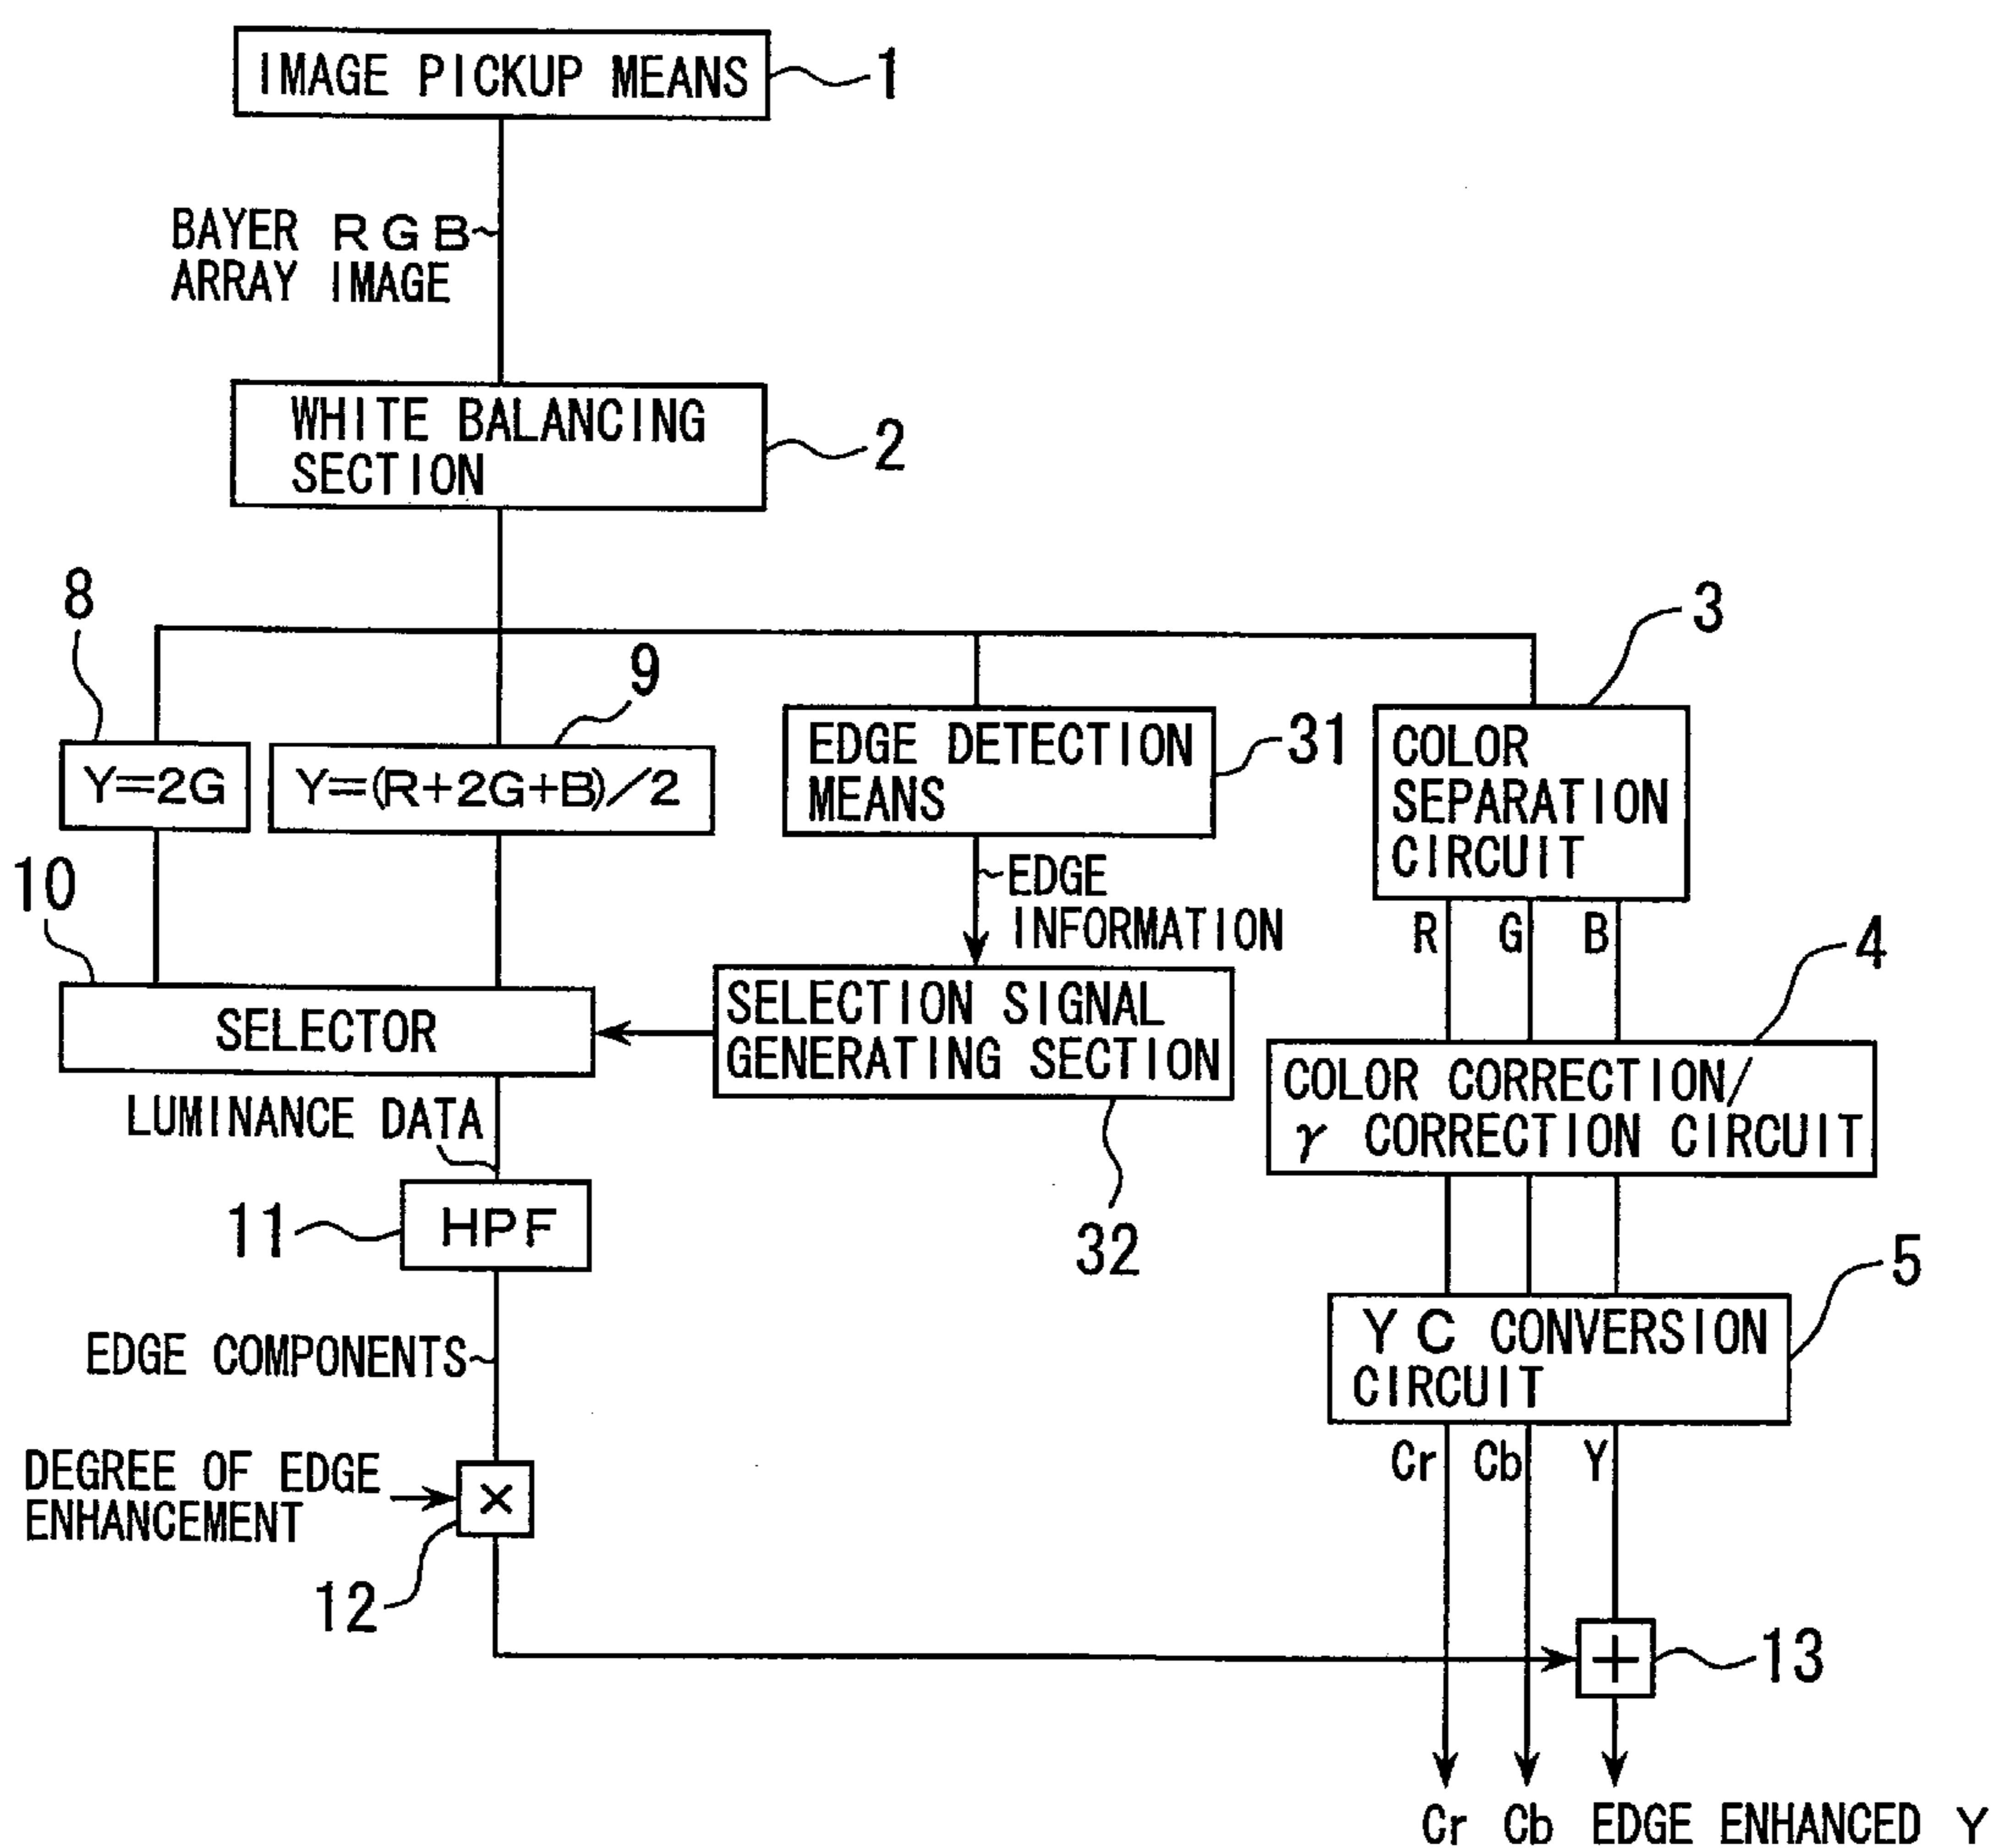 IMAGE PICKUP MEANS
1
BAYER RGB
ARRAY IMAGE
WHITE BALANCING
SECTION
2
8
9
3
Y=2G
Y=(R+2G+B)/2
EDGE DETECTION
MEANS
31
COLOR
SEPARATION
CIRCUIT
10
EDGE
INFORMATION
R G B
4
SELECTOR
SELECTION SIGNAL
GENERATING SECTION
32
COLOR CORRECTION/
γ CORRECTION CIRCUIT
LUMINANCE DATA
11
HPF
5
YC CONVERSION
CIRCUIT
EDGE COMPONENTS
Cr Cb Y
DEGREE OF EDGE
ENHANCEMENT
×
12
+
13
Cr Cb EDGE ENHANCED Y